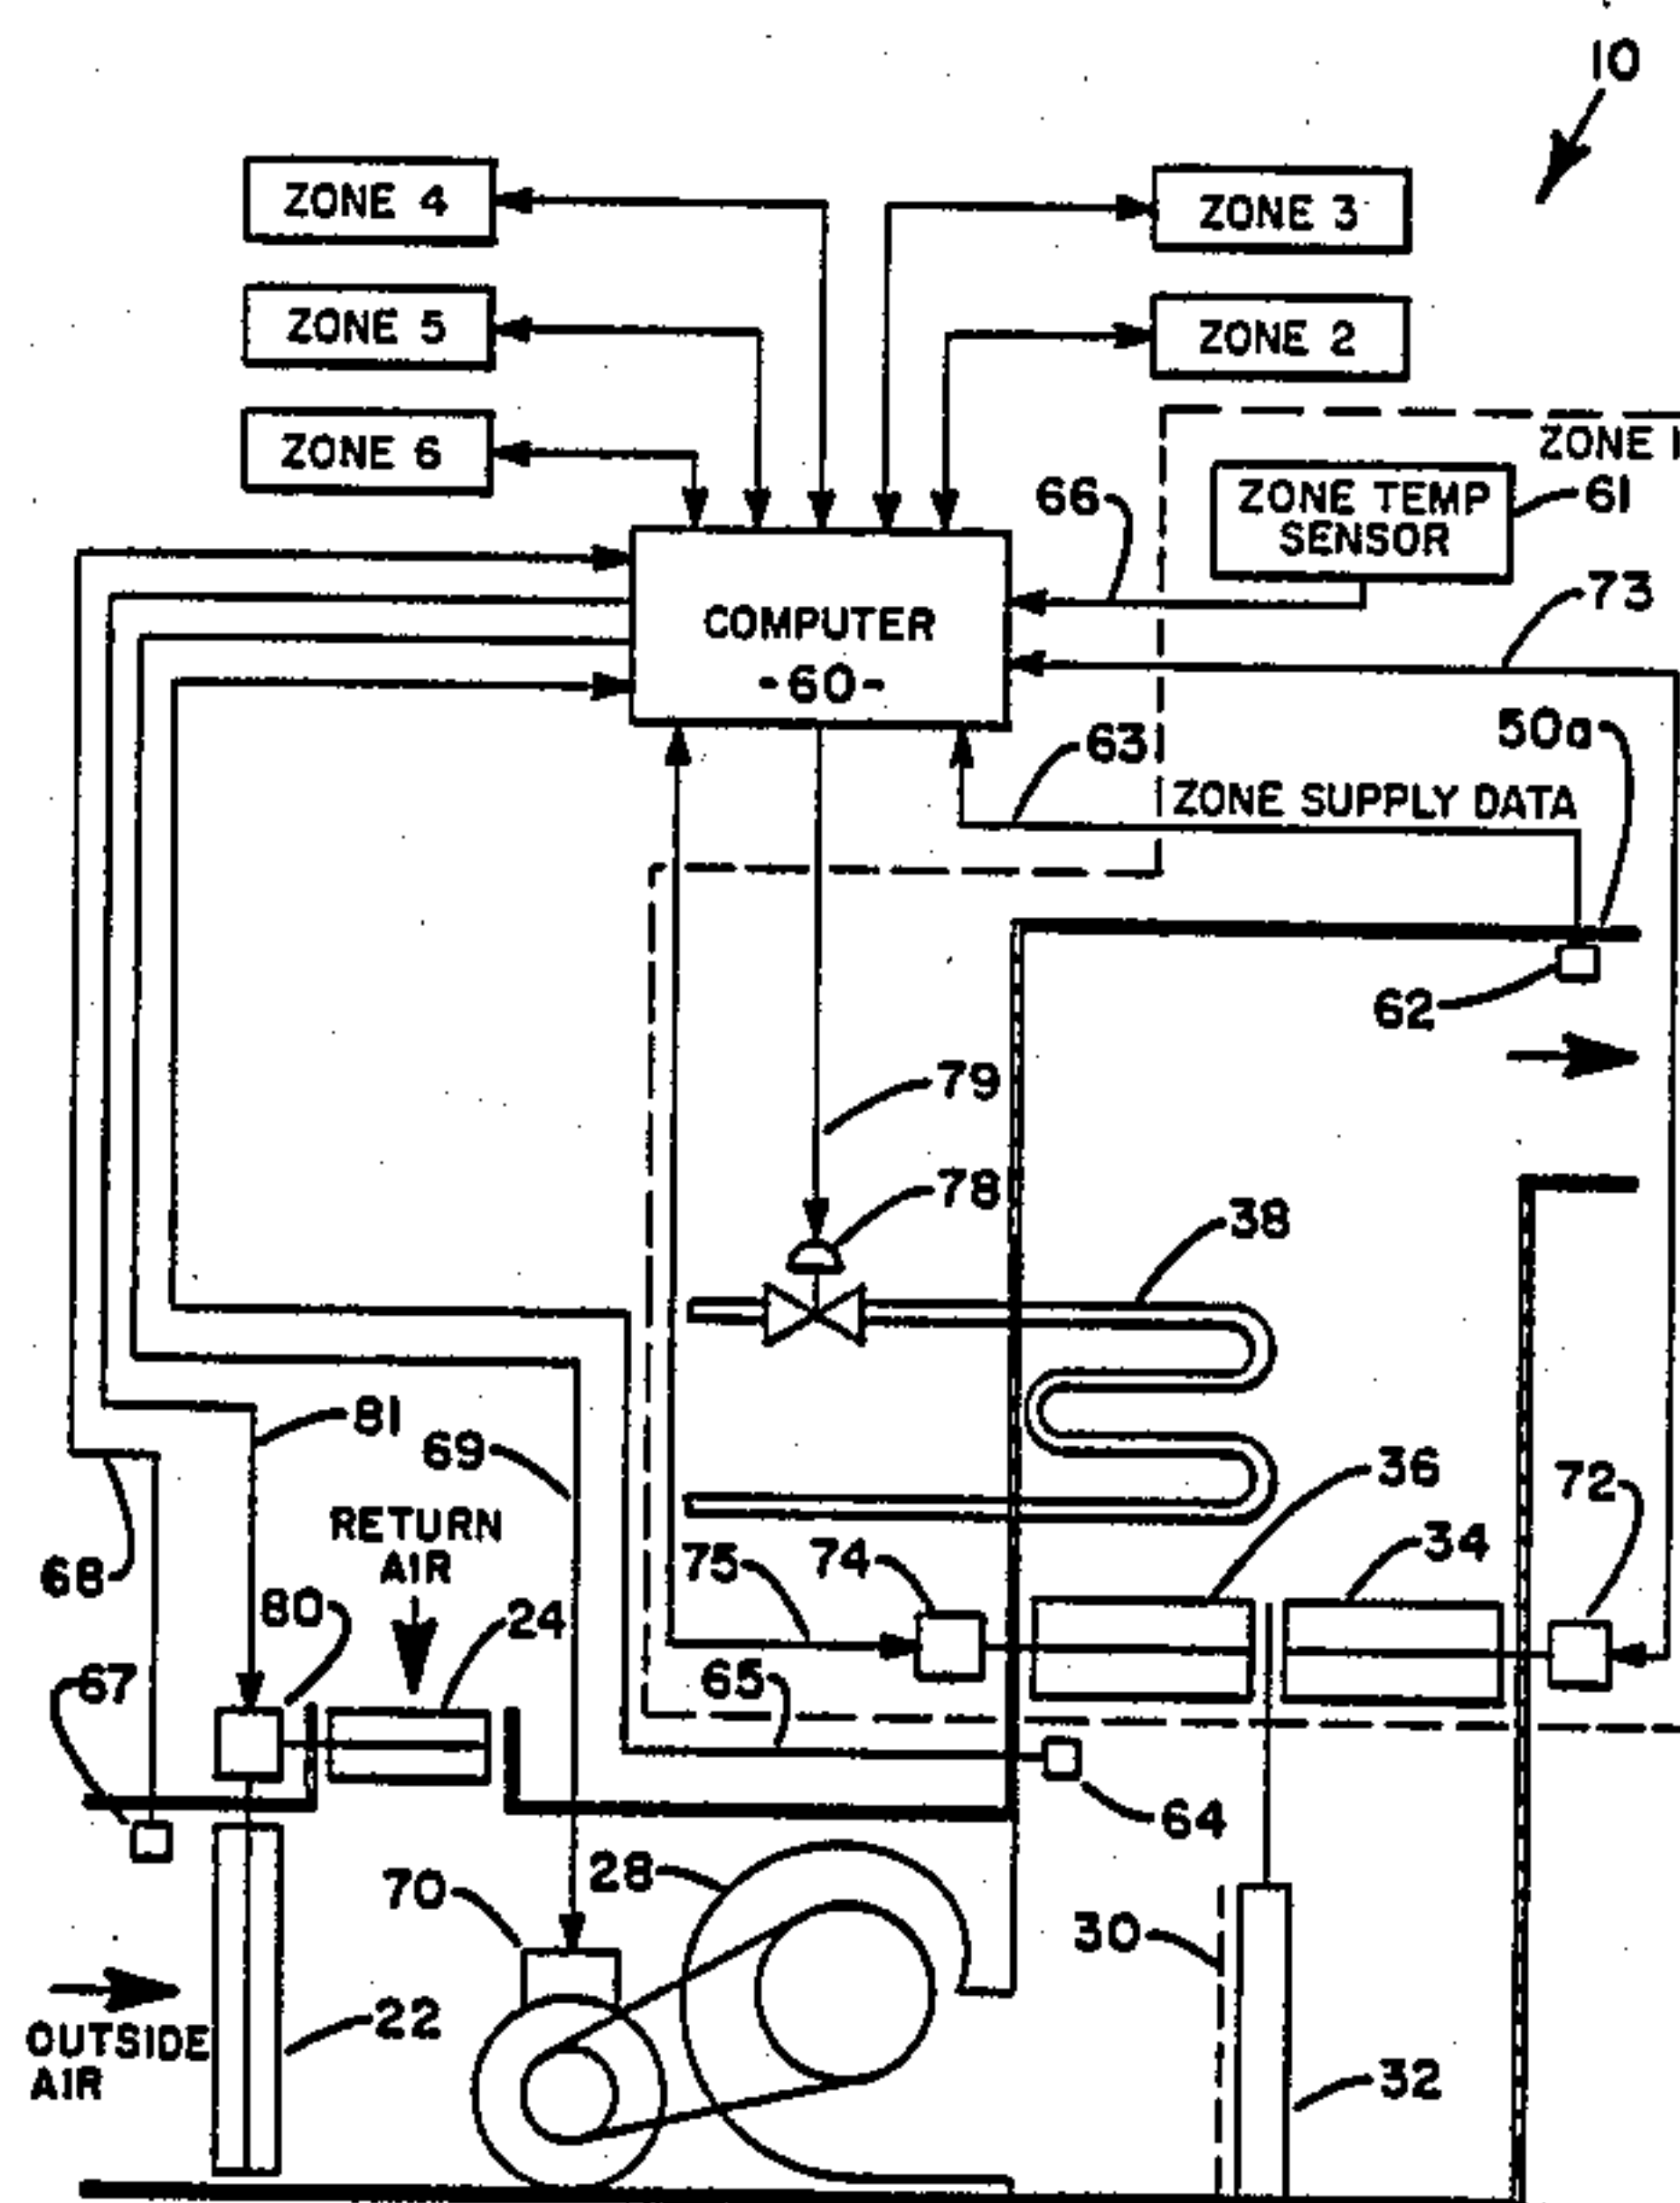 10
ZONE 4
ZONE 3
ZONE 5
ZONE 2
ZONE 6
ZONE 1
66
ZONE TEMP
SENSOR
61
73
COMPUTER
-60-
63
50a
ZONE SUPPLY DATA
62
79
78
38
81
69
36
72
RETURN
AIR
34
68
75
74
80
24
67
65
64
28
70
30
22
OUTSIDE
AIR
32